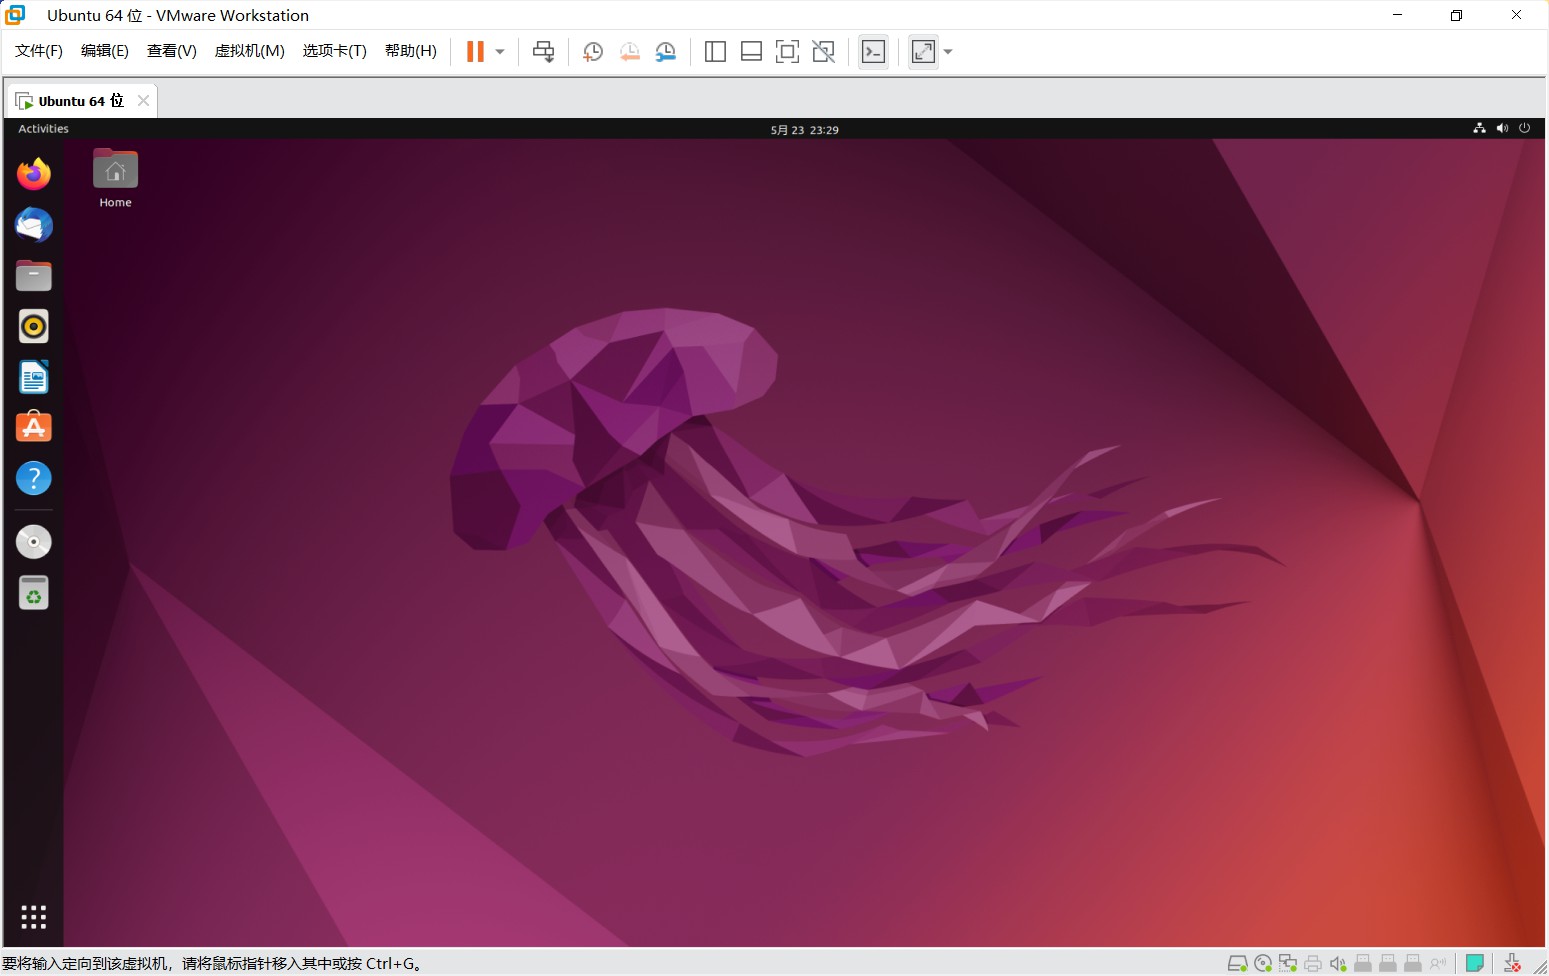 Ubuntu 64 位 - VMware Workstation
文件(F) 编辑(E) 查看(V) 虚拟机(M) 选项卡(T) 帮助(H)
Ubuntu 64 位
Activities 5月 23 23:29
Home
要将输入定向到该虚拟机，请将鼠标指针移入其中或按 Ctrl+G。